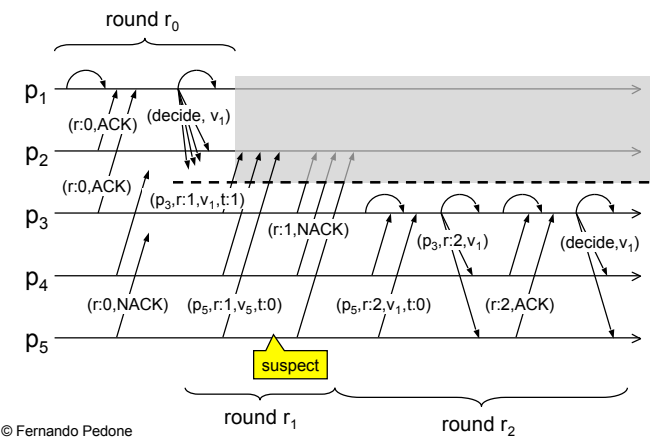 round r0
p1
(r:0,ACK)
(decide, v1)
p2
(r:0,ACK)
(p3,r:1,v1,t:1)
p3
(r:1,NACK)
(p3,r:2,v1)
(decide,v1)
p4
(r:0,NACK)
(p5,r:1,v5,t:0)
(p5,r:2,v1,t:0)
(r:2,ACK)
p5
suspect
round r1
round r2
© Fernando Pedone